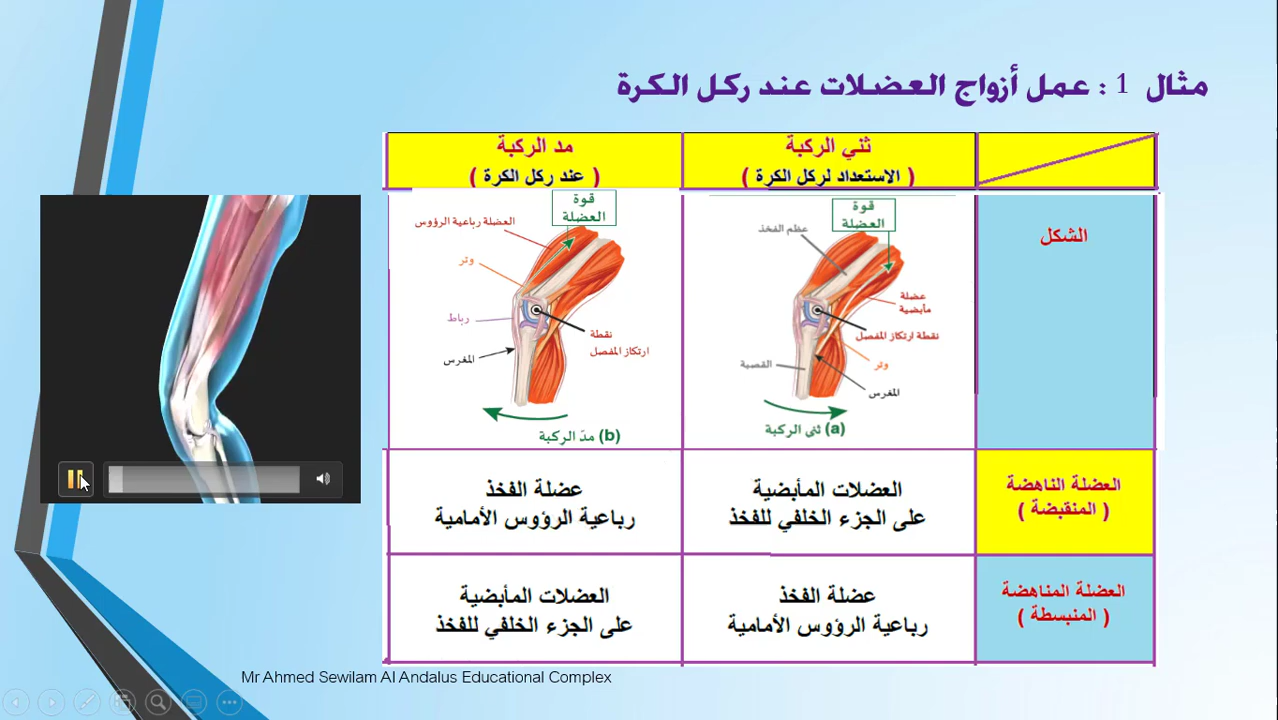 مثال 1 : عمل أزواج العضلات عند ركل الكرة
ثني الركبة
( الاستعداد لركل الكرة )
مد الركبة
( عند ركل الكرة )
الشكل
قوة
العضلة
عظم الفخذ
عضلة
مأبضية
نقطة ارتكاز المفصل
وتر
القصبة
المغرس
(a) ثني الركبة
قوة
العضلة
العضلة رباعية الرؤوس
وتر
رباط
نقطة
ارتكاز المفصل
المغرس
(b) مدّ الركبة
العضلة الناهضة
( المنقبضة )
العضلات المأبضية
على الجزء الخلفي للفخذ
عضلة الفخذ
رباعية الرؤوس الأمامية
العضلة المناهضة
( المنبسطة )
عضلة الفخذ
رباعية الرؤوس الأمامية
العضلات المأبضية
على الجزء الخلفي للفخذ
Mr Ahmed Sewilam Al Andalus Educational Complex